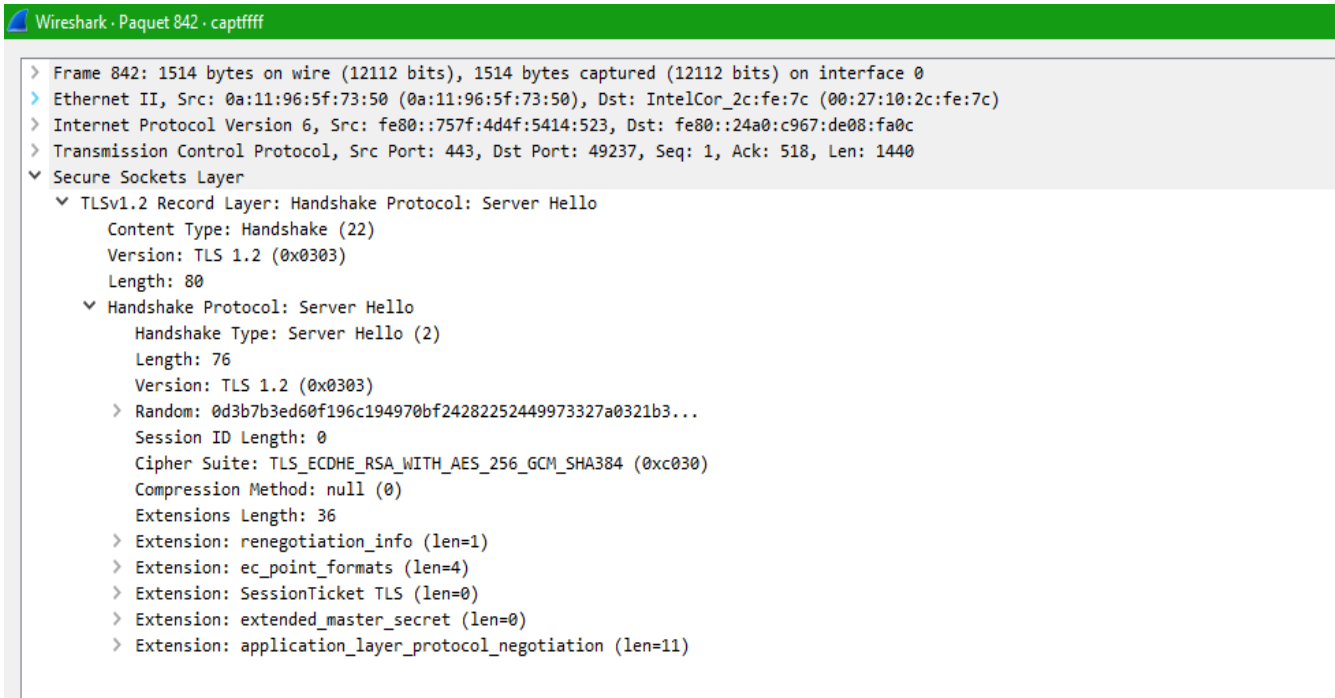 Wireshark · Paquet 842 · captffff
Frame 842: 1514 bytes on wire (12112 bits), 1514 bytes captured (12112 bits) on interface 0
Ethernet II, Src: 0a:11:96:5f:73:50 (0a:11:96:5f:73:50), Dst: IntelCor_2c:fe:7c (00:27:10:2c:fe:7c)
Internet Protocol Version 6, Src: fe80::757f:4d4f:5414:523, Dst: fe80::24a0:c967:de08:fa0c
Transmission Control Protocol, Src Port: 443, Dst Port: 49237, Seq: 1, Ack: 518, Len: 1440
Secure Sockets Layer
TLSv1.2 Record Layer: Handshake Protocol: Server Hello
Content Type: Handshake (22)
Version: TLS 1.2 (0x0303)
Length: 80
Handshake Protocol: Server Hello
Handshake Type: Server Hello (2)
Length: 76
Version: TLS 1.2 (0x0303)
Random: 0d3b7b3ed60f196c194970bf24282252449973327a0321b3...
Session ID Length: 0
Cipher Suite: TLS_ECDHE_RSA_WITH_AES_256_GCM_SHA384 (0xc030)
Compression Method: null (0)
Extensions Length: 36
Extension: renegotiation_info (len=1)
Extension: ec_point_formats (len=4)
Extension: SessionTicket TLS (len=0)
Extension: extended_master_secret (len=0)
Extension: application_layer_protocol_negotiation (len=11)